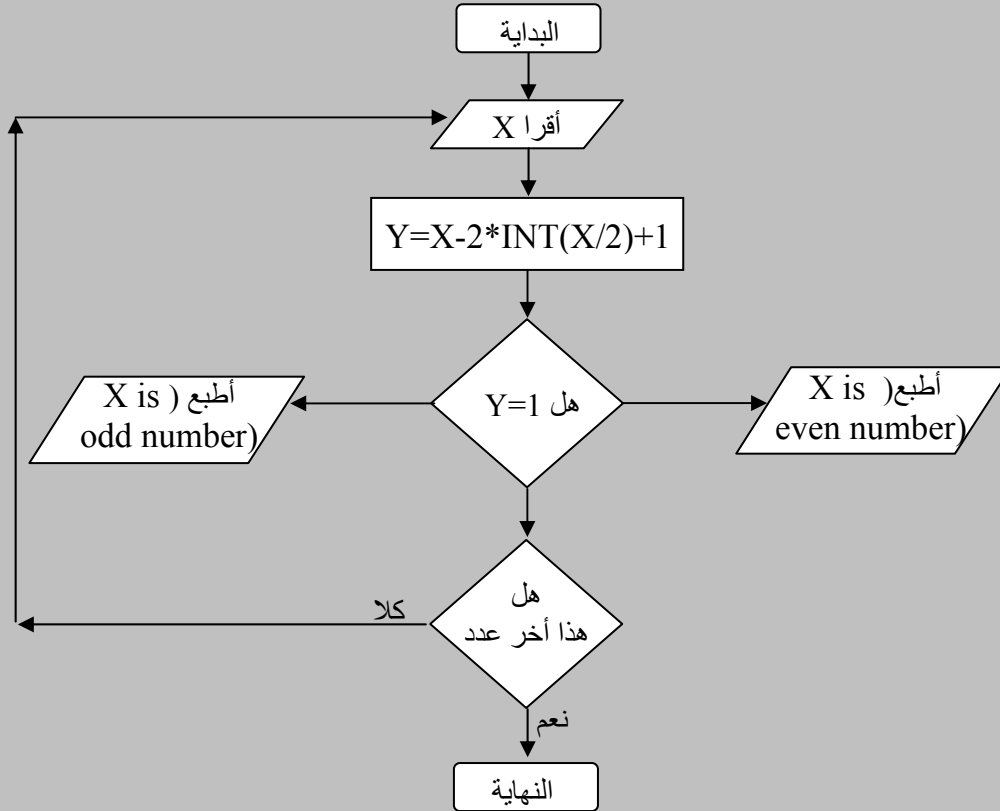 البداية
أقرا X
Y=X-2*INT(X/2)+1
هل Y=1
أطبع ( X is
odd number)
أطبع( X is
even number)
هل
هذا أخر عدد
كلا
نعم
النهاية